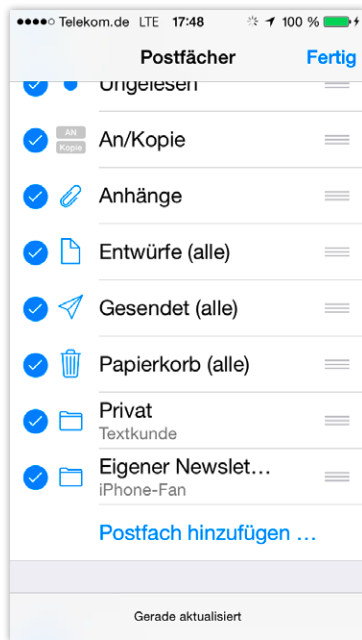 Telekom.de LTE 17:48 100 %
Postfächer Fertig
Ungelesen
AN
Kopie
An/Kopie
Anhänge
Entwürfe (alle)
Gesendet (alle)
Papierkorb (alle)
Privat
Textkunde
Eigener Newslet…
iPhone-Fan
Postfach hinzufügen …
Gerade aktualisiert